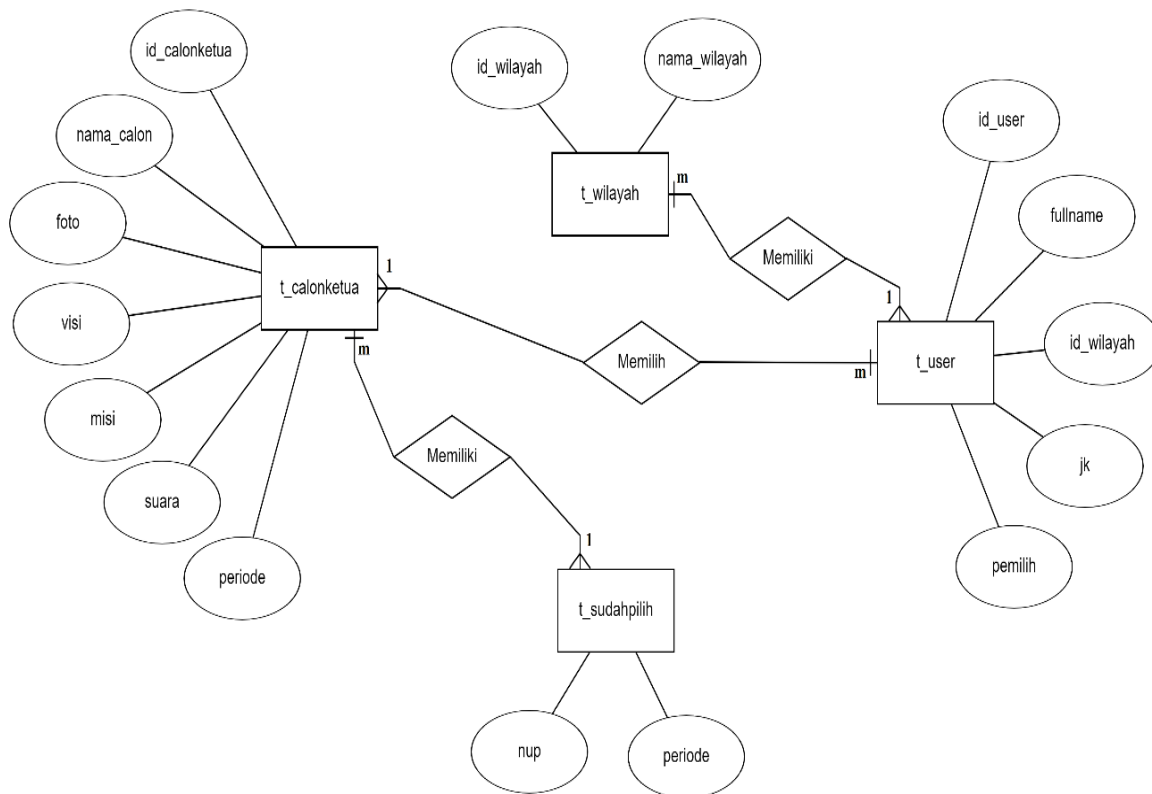 id_calonketua
nama_calon
foto
visi
misi
suara
periode
t_calonketua
1
m
id_wilayah
nama_wilayah
t_wilayah
m
Memiliki
1
Memilih
m
t_user
id_user
fullname
id_wilayah
jk
pemilih
Memiliki
1
t_sudahpilih
nup
periode